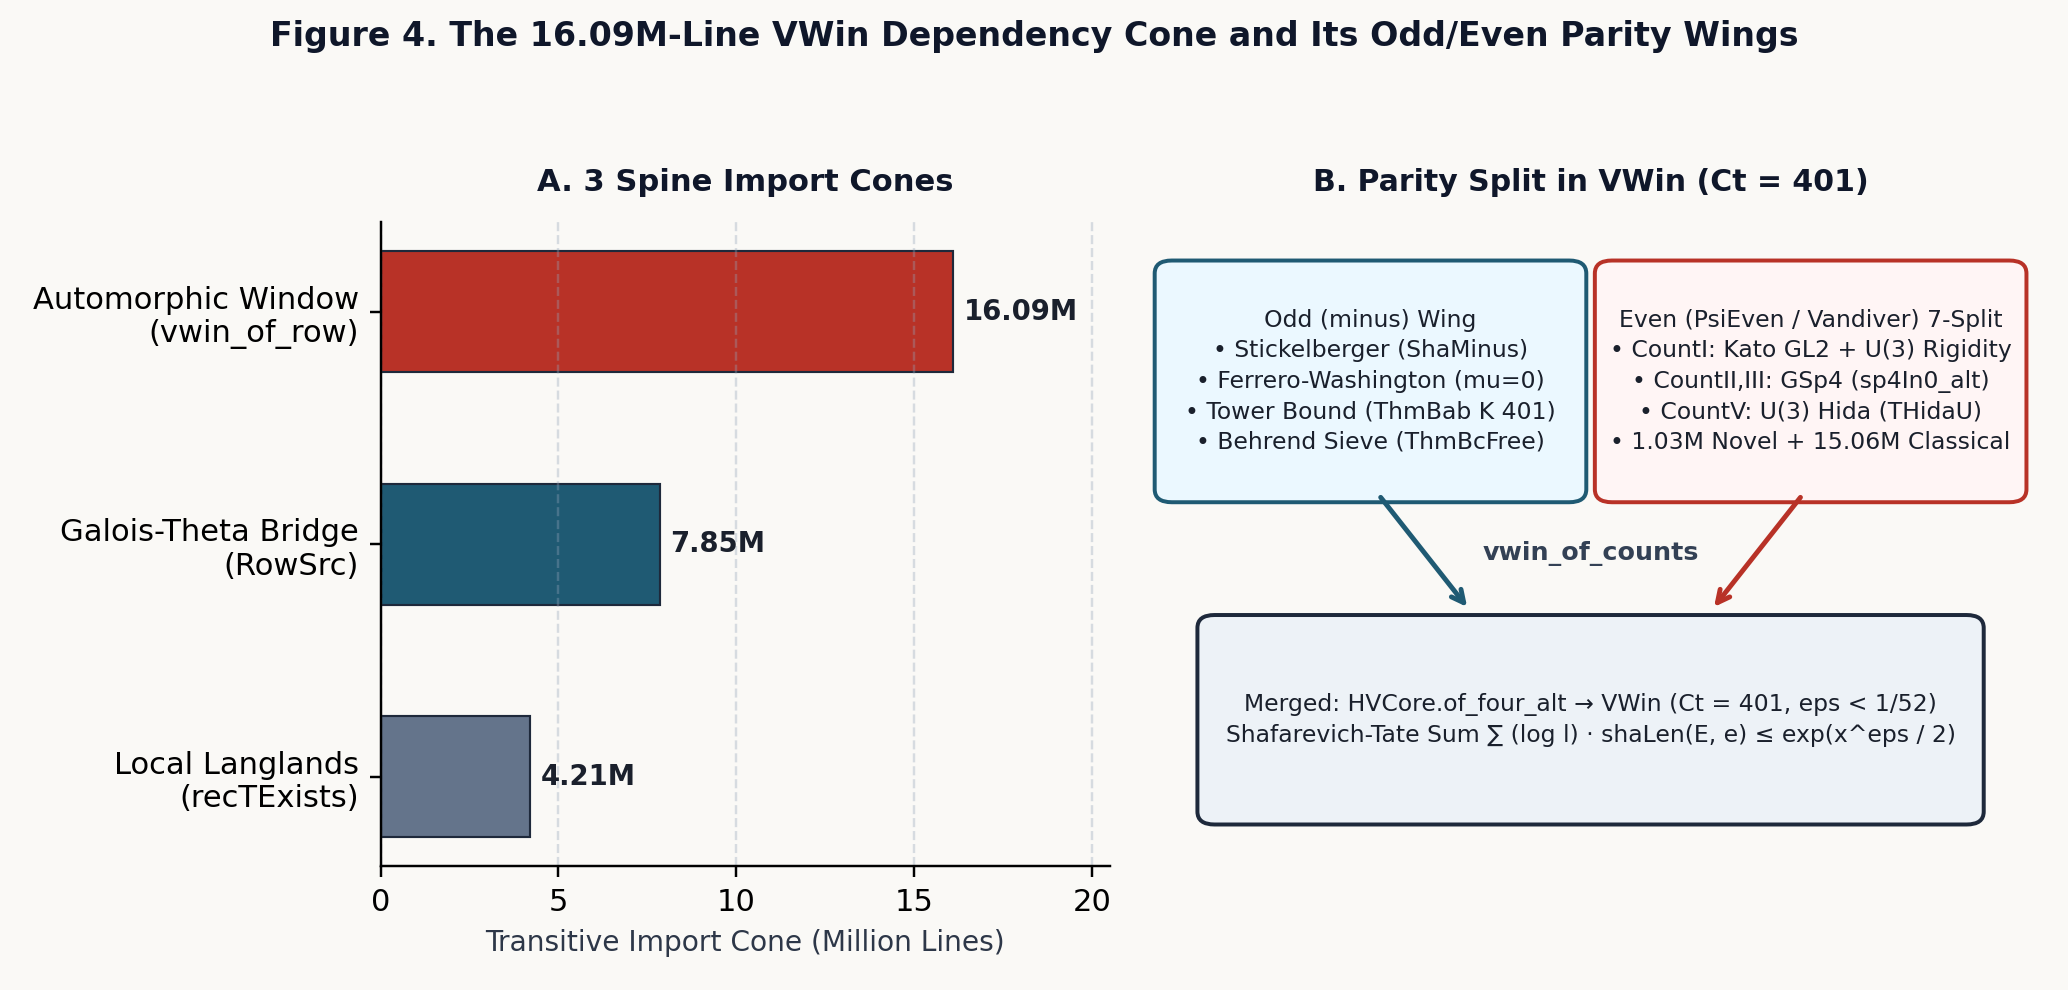 Figure 4. The 16.09M-Line VWin Dependency Cone and Its Odd/Even Parity Wings
A. 3 Spine Import Cones
Automorphic Window
(vwin_of_row)
16.09M
Galois-Theta Bridge
(RowSrc)
7.85M
Local Langlands
(recTExists)
4.21M
0 5 10 15 20
Transitive Import Cone (Million Lines)
B. Parity Split in VWin (Ct = 401)
Odd (minus) Wing
• Stickelberger (ShaMinus)
• Ferrero-Washington (mu=0)
• Tower Bound (ThmBab K 401)
• Behrend Sieve (ThmBcFree)
Even (PsiEven / Vandiver) 7-Split
• CountI: Kato GL2 + U(3) Rigidity
• CountII,III: GSp4 (sp4In0_alt)
• CountV: U(3) Hida (THidaU)
• 1.03M Novel + 15.06M Classical
vwin_of_counts
Merged: HVCore.of_four_alt → VWin (Ct = 401, eps < 1/52)
Shafarevich-Tate Sum ∑ (log l) · shaLen(E, e) ≤ exp(x^eps / 2)